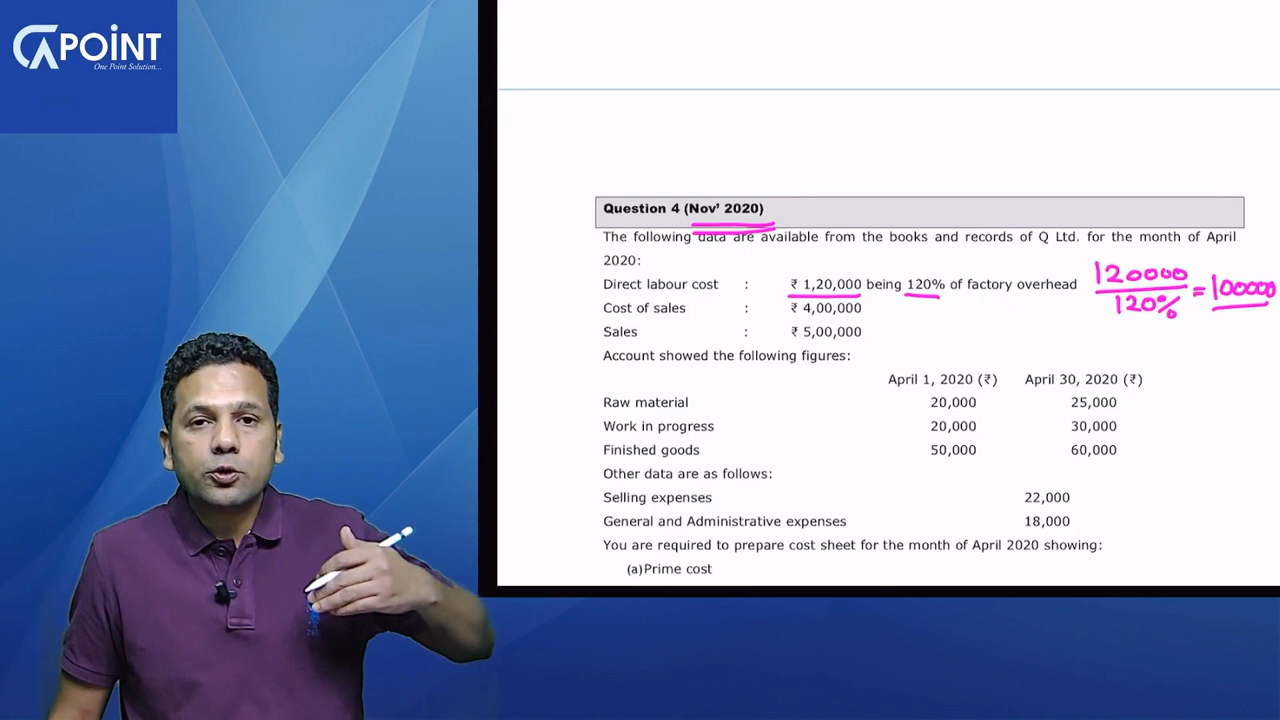 CAPOINT
One Point Solution...
Question 4 (Nov' 2020)
The following data are available from the books and records of Q Ltd. for the month of April
2020:
Direct labour cost : ₹ 1,20,000 being 120% of factory overhead
120000
120%
= 100000
Cost of sales : ₹ 4,00,000
Sales : ₹ 5,00,000
Account showed the following figures:
April 1, 2020 (₹) April 30, 2020 (₹)
Raw material 20,000 25,000
Work in progress 20,000 30,000
Finished goods 50,000 60,000
Other data are as follows:
Selling expenses 22,000
General and Administrative expenses 18,000
You are required to prepare cost sheet for the month of April 2020 showing:
(a)Prime cost